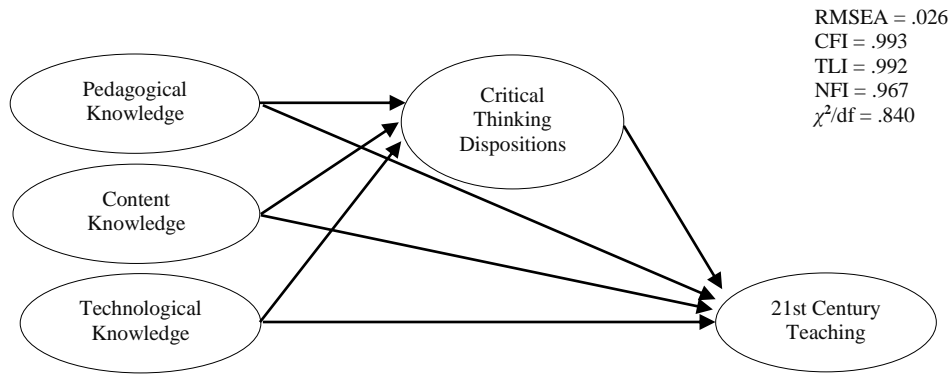 RMSEA = .026
CFI = .993
TLI = .992
NFI = .967
χ²/df = .840
Pedagogical
Knowledge
Critical
Thinking
Dispositions
Content
Knowledge
Technological
Knowledge
21st Century
Teaching